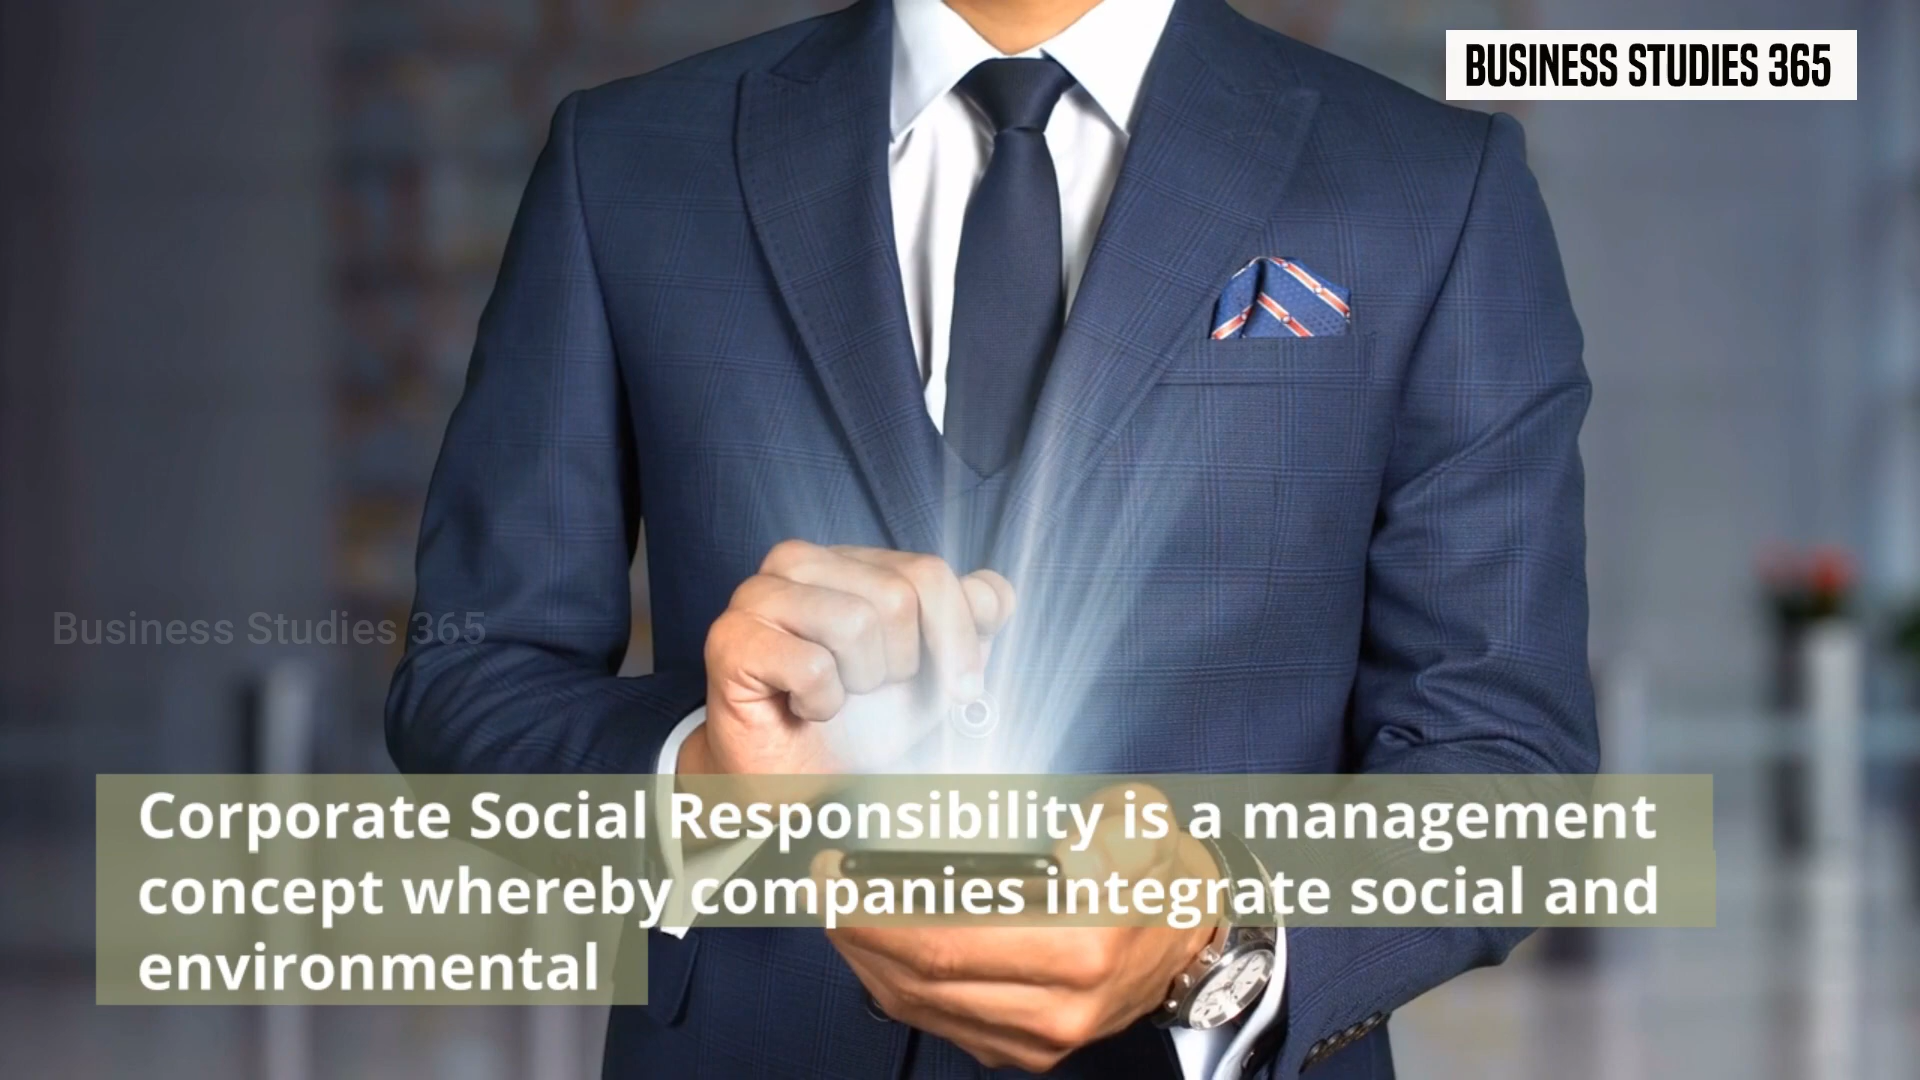 BUSINESS STUDIES 365
Business Studies 365
Corporate Social Responsibility is a management
concept whereby companies integrate social and
environmental